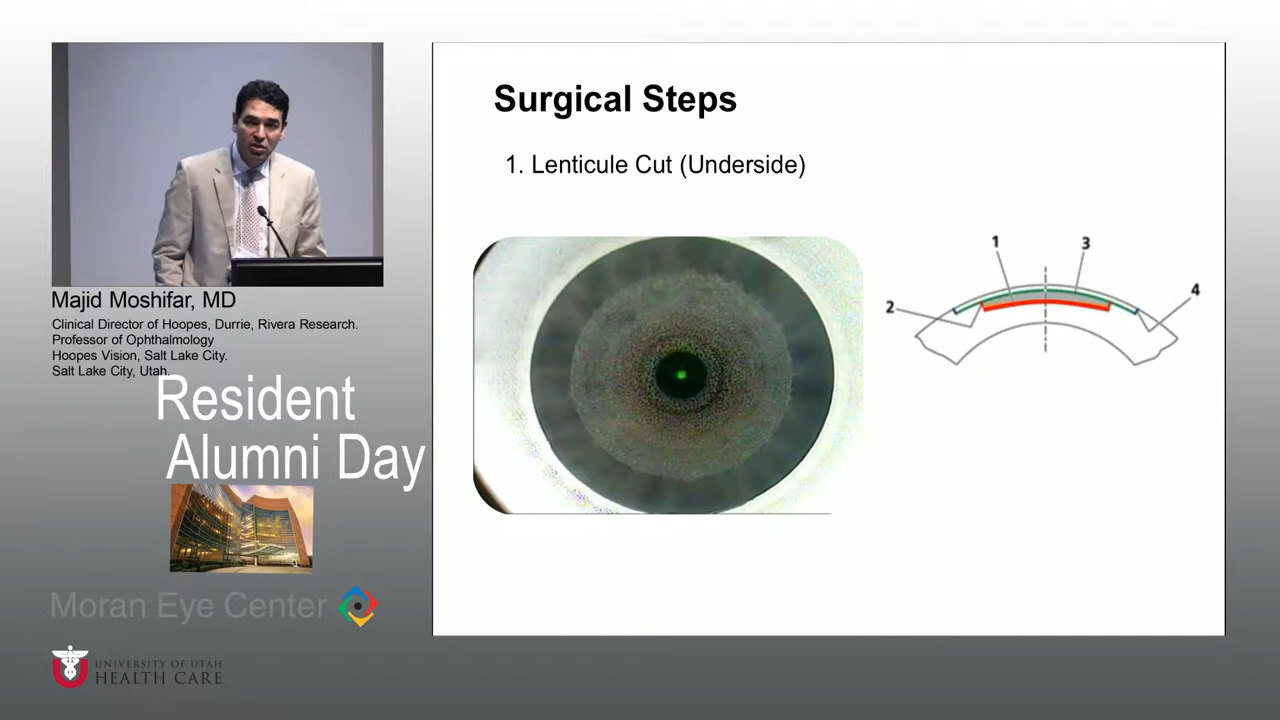 Majid Moshifar, MD
Clinical Director of Hoopes, Durrie, Rivera Research.
Professor of Ophthalmology
Hoopes Vision, Salt Lake City.
Salt Lake City, Utah.
Resident
Alumni Day
Moran Eye Center
UNIVERSITY OF UTAH
HEALTH CARE
Surgical Steps
1. Lenticule Cut (Underside)
1
3
4
2